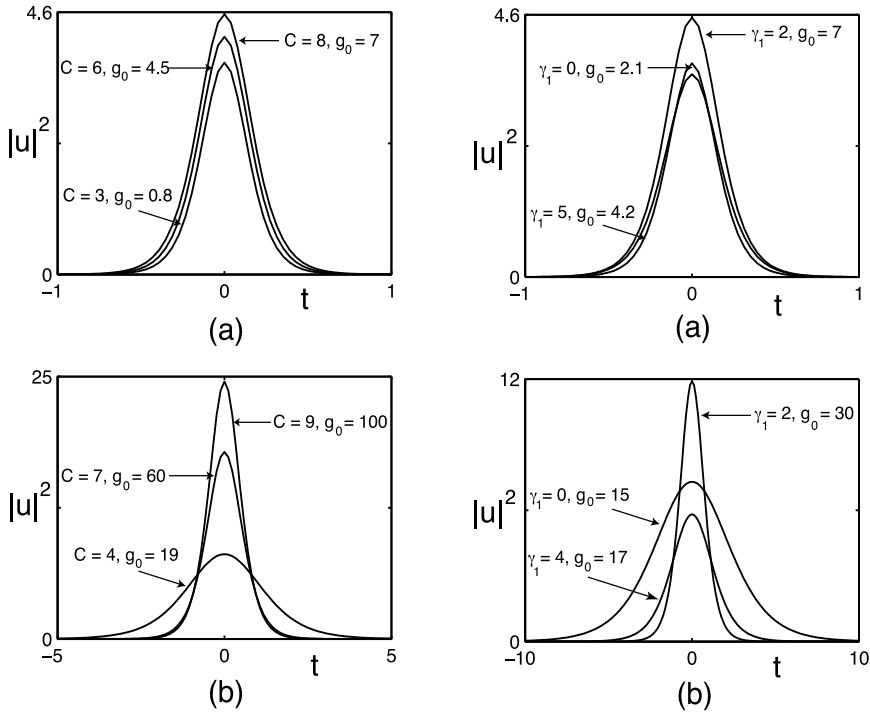 4.6
C = 8, g₀= 7
C = 6, g₀= 4.5
|u|²
C = 3, g₀= 0.8
0
−1 0 t 1
(a)
4.6
γ₁= 2, g₀= 7
γ₁= 0, g₀= 2.1
|u|²
γ₁= 5, g₀= 4.2
0
−1 0 t 1
(a)
25
C = 9, g₀= 100
C = 7, g₀= 60
|u|²
C = 4, g₀= 19
0
−5 0 t 5
(b)
12
γ₁= 2, g₀= 30
γ₁= 0, g₀= 15
|u|²
γ₁= 4, g₀= 17
0
−10 0 t 10
(b)